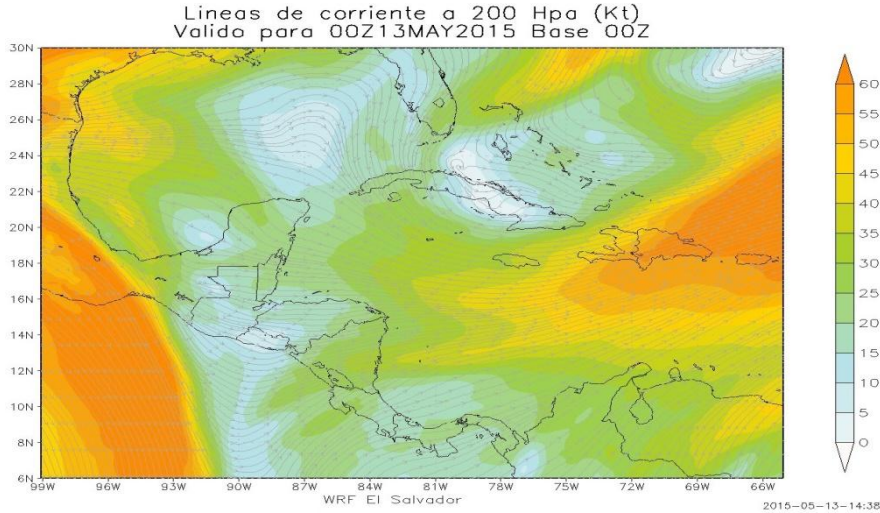 Lineas de corriente a 200 Hpa (Kt)
Valido para 00Z13MAY2015 Base 00Z
30N
28N
26N
24N
22N
20N
18N
16N
14N
12N
10N
8N
6N
99W 96W 93W 90W 87W 84W 81W 78W 75W 72W 69W 66W
60
55
50
45
40
35
30
25
20
15
10
5
0
WRF El Salvador
2015-05-13-14:38